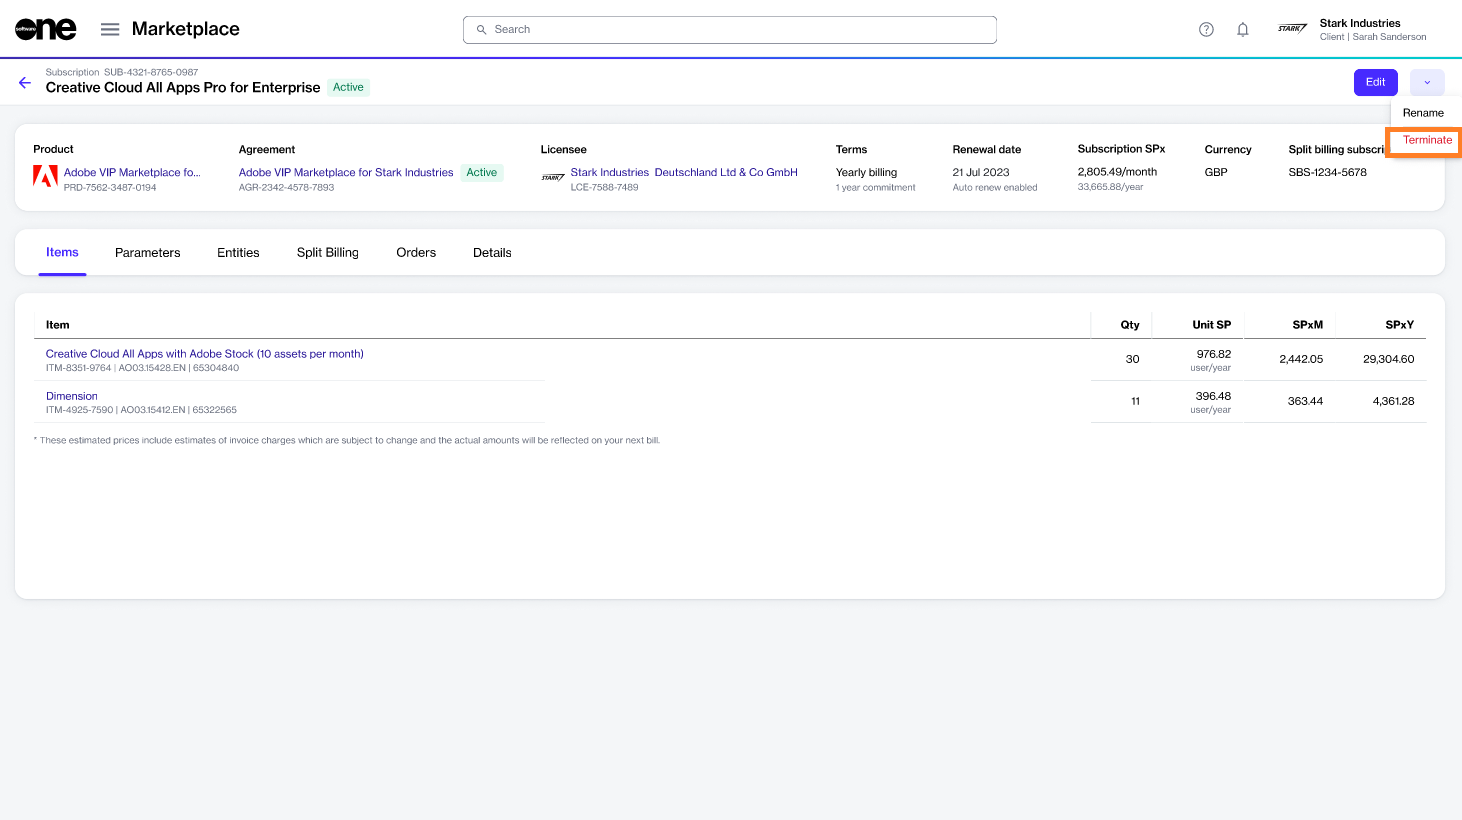 software one
Marketplace
Search
STARK
Stark Industries
Client | Sarah Sanderson
Subscription SUB-4321-8765-0987
Creative Cloud All Apps Pro for Enterprise
Active
Edit
Rename
Terminate
Product
Adobe VIP Marketplace fo...
PRD-7562-3487-0194
Agreement
Adobe VIP Marketplace for Stark Industries
Active
AGR-2342-4578-7893
Licensee
STARK
Stark Industries Deutschland Ltd & Co GmbH
LCE-7588-7489
Terms
Yearly billing
1 year commitment
Renewal date
21 Jul 2023
Auto renew enabled
Subscription SPx
2,805.49/month
33,665.88/year
Currency
GBP
Split billing subscri
SBS-1234-5678
Items
Parameters
Entities
Split Billing
Orders
Details
Item Qty Unit SP SPxM SPxY
Creative Cloud All Apps with Adobe Stock (10 assets per month)
ITM-8351-9764 | AO03.15428.EN | 65304840
30
976.82
user/year
2,442.05
29,304.60
Dimension
ITM-4925-7590 | AO03.15412.EN | 65322565
11
396.48
user/year
363.44
4,361.28
* These estimated prices include estimates of invoice charges which are subject to change and the actual amounts will be reflected on your next bill.